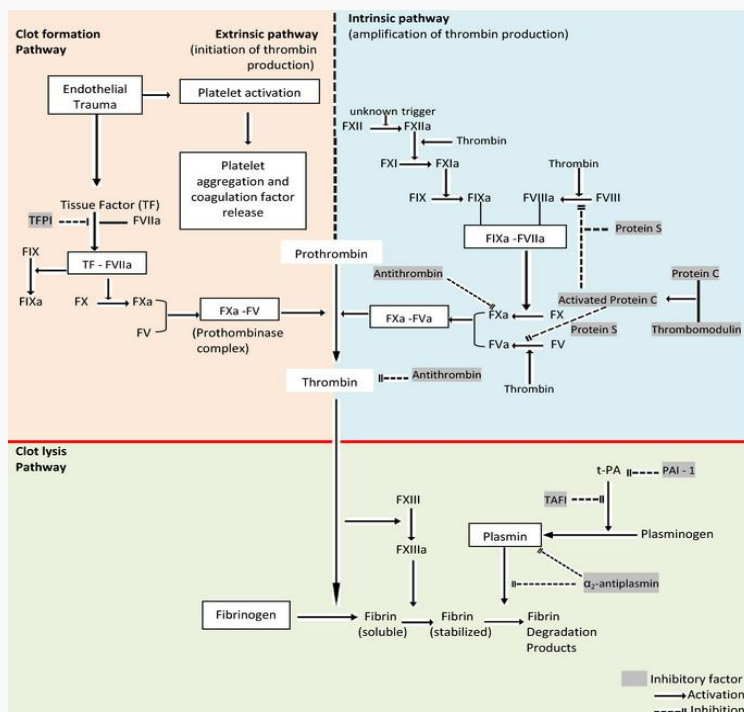 Clot formation
Pathway
Extrinsic pathway
(initiation of thrombin
production)
Endothelial
Trauma
Platelet activation
Platelet
aggregation and
coagulation factor
release
Tissue Factor (TF)
TFPI
FVIIa
FIX
TF - FVIIa
FIXa
FX
FXa
FV
FXa -FV
(Prothombinase
complex)
Prothrombin
Thrombin
Intrinsic pathway
(amplification of thrombin production)
unknown trigger
FXII
FXIIa
Thrombin
FXI
FXIa
Thrombin
FIX
FIXa
FVIIIa
FVIII
FIXa -FVIIa
Protein S
Antithrombin
Protein C
Activated Protein C
FXa
FX
FXa -FVa
Protein S
Thrombomodulin
FVa
FV
Antithrombin
Thrombin
Clot lysis
Pathway
t-PA
PAI - 1
TAFI
FXIII
Plasmin
Plasminogen
FXIIIa
α2-antiplasmin
Fibrinogen
Fibrin
(soluble)
Fibrin
(stabilized)
Fibrin
Degradation
Products
Inhibitory factor
Activation
Inhibition